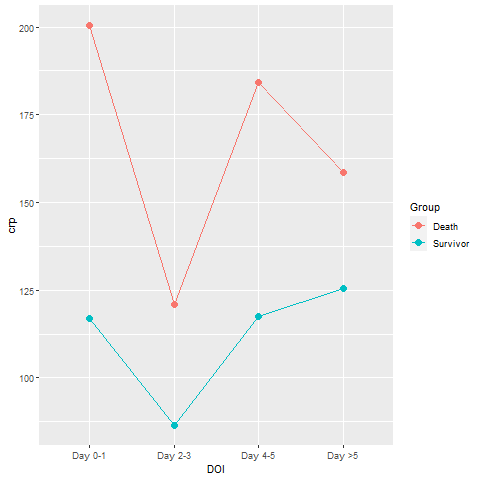 200
175
150
125
100
crp
Day 0-1
Day 2-3
Day 4-5
Day >5
DOI
Group
Death
Survivor